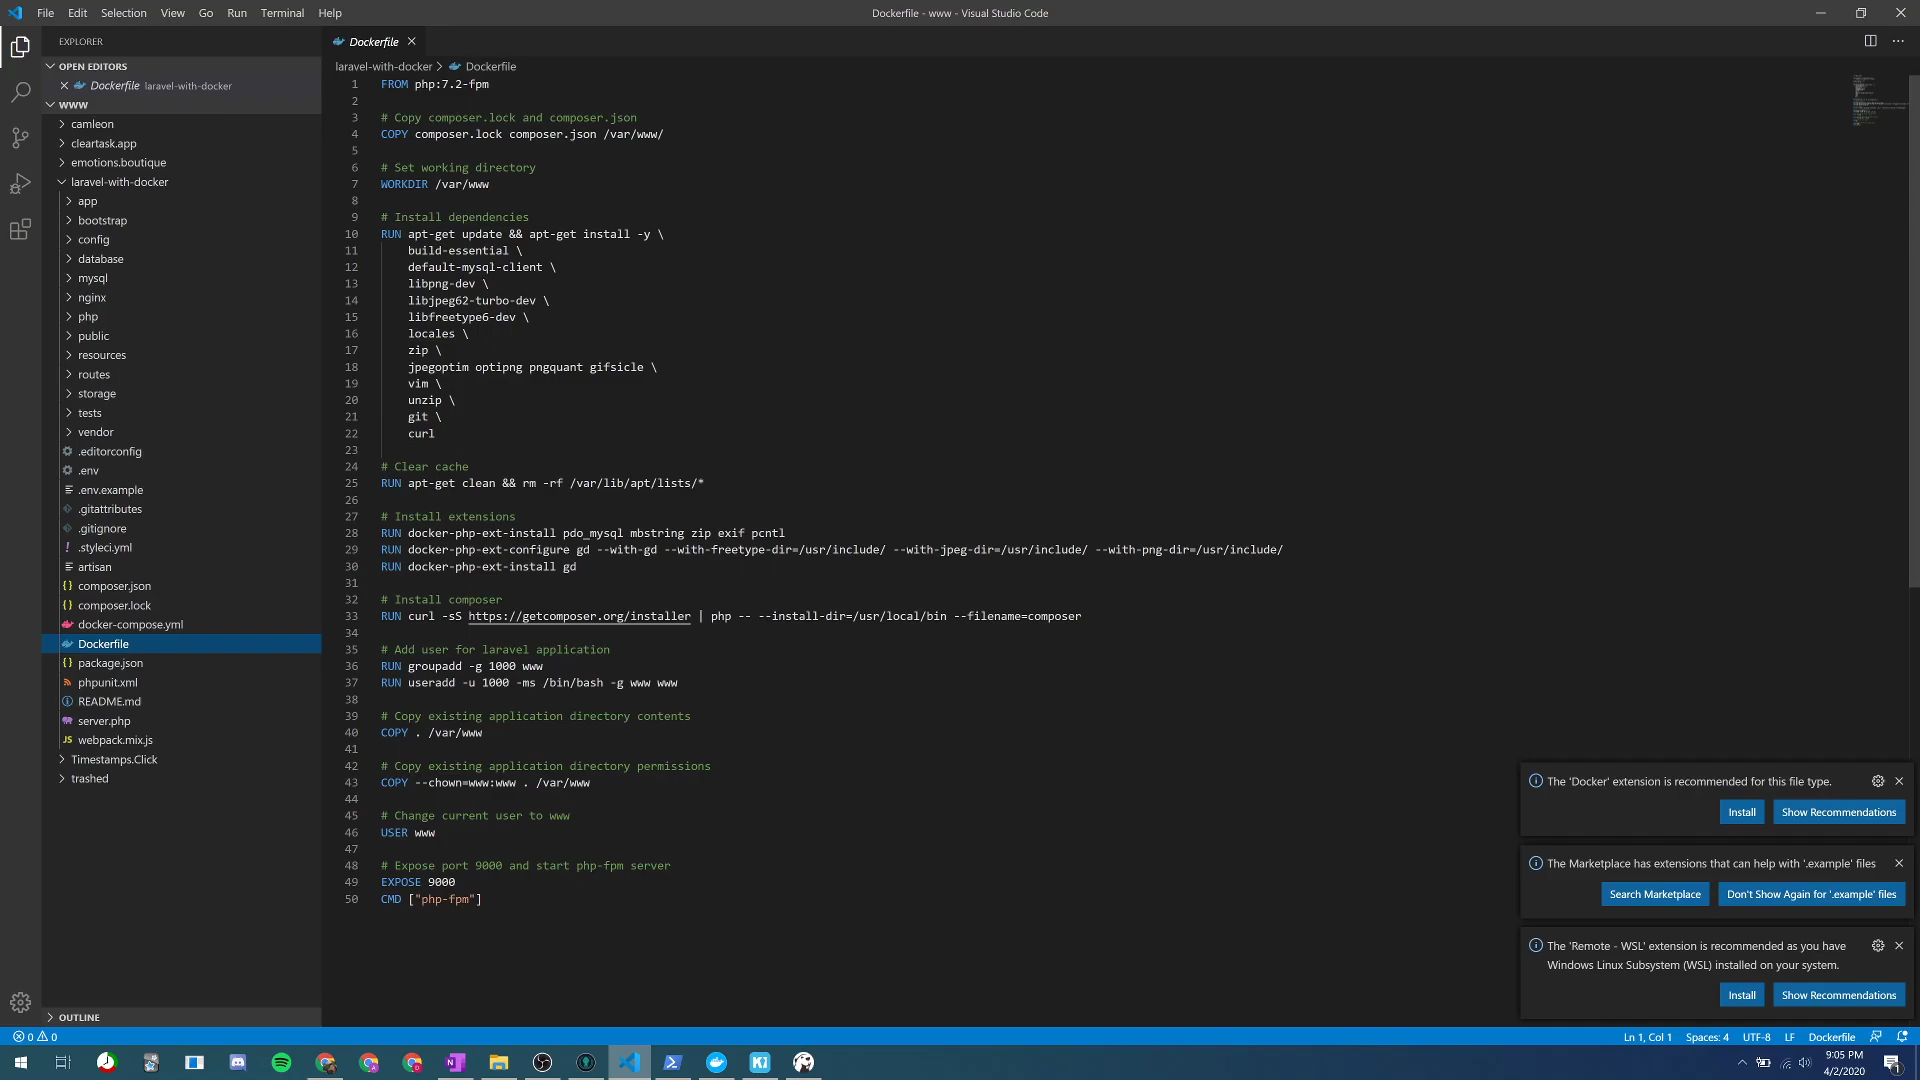 File Edit Selection View Go Run Terminal Help
Dockerfile - www - Visual Studio Code
EXPLORER
OPEN EDITORS
Dockerfile laravel-with-docker
WWW
camleon
cleartask.app
emotions.boutique
laravel-with-docker
app
bootstrap
config
database
mysql
nginx
php
public
resources
routes
storage
tests
vendor
.editorconfig
.env
.env.example
.gitattributes
.gitignore
.styleci.yml
artisan
composer.json
composer.lock
docker-compose.yml
Dockerfile
package.json
phpunit.xml
README.md
server.php
JS webpack.mix.js
Timestamps.Click
trashed
OUTLINE
Dockerfile
laravel-with-docker > Dockerfile
1 FROM php:7.2-fpm
2
3 # Copy composer.lock and composer.json
4 COPY composer.lock composer.json /var/www/
5
6 # Set working directory
7 WORKDIR /var/www
8
9 # Install dependencies
10 RUN apt-get update && apt-get install -y \
11 build-essential \
12 default-mysql-client \
13 libpng-dev \
14 libjpeg62-turbo-dev \
15 libfreetype6-dev \
16 locales \
17 zip \
18 jpegoptim optipng pngquant gifsicle \
19 vim \
20 unzip \
21 git \
22 curl
23
24 # Clear cache
25 RUN apt-get clean && rm -rf /var/lib/apt/lists/*
26
27 # Install extensions
28 RUN docker-php-ext-install pdo_mysql mbstring zip exif pcntl
29 RUN docker-php-ext-configure gd --with-gd --with-freetype-dir=/usr/include/ --with-jpeg-dir=/usr/include/ --with-png-dir=/usr/include/
30 RUN docker-php-ext-install gd
31
32 # Install composer
33 RUN curl -sS https://getcomposer.org/installer | php -- --install-dir=/usr/local/bin --filename=composer
34
35 # Add user for laravel application
36 RUN groupadd -g 1000 www
37 RUN useradd -u 1000 -ms /bin/bash -g www www
38
39 # Copy existing application directory contents
40 COPY . /var/www
41
42 # Copy existing application directory permissions
43 COPY --chown=www:www . /var/www
44
45 # Change current user to www
46 USER www
47
48 # Expose port 9000 and start php-fpm server
49 EXPOSE 9000
50 CMD ["php-fpm"]
The 'Docker' extension is recommended for this file type.
Install Show Recommendations
The Marketplace has extensions that can help with '.example' files
Search Marketplace Don't Show Again for '.example' files
The 'Remote - WSL' extension is recommended as you have
Windows Linux Subsystem (WSL) installed on your system.
Install Show Recommendations
0 0 Ln 1, Col 1 Spaces: 4 UTF-8 LF Dockerfile
9:05 PM
4/2/2020